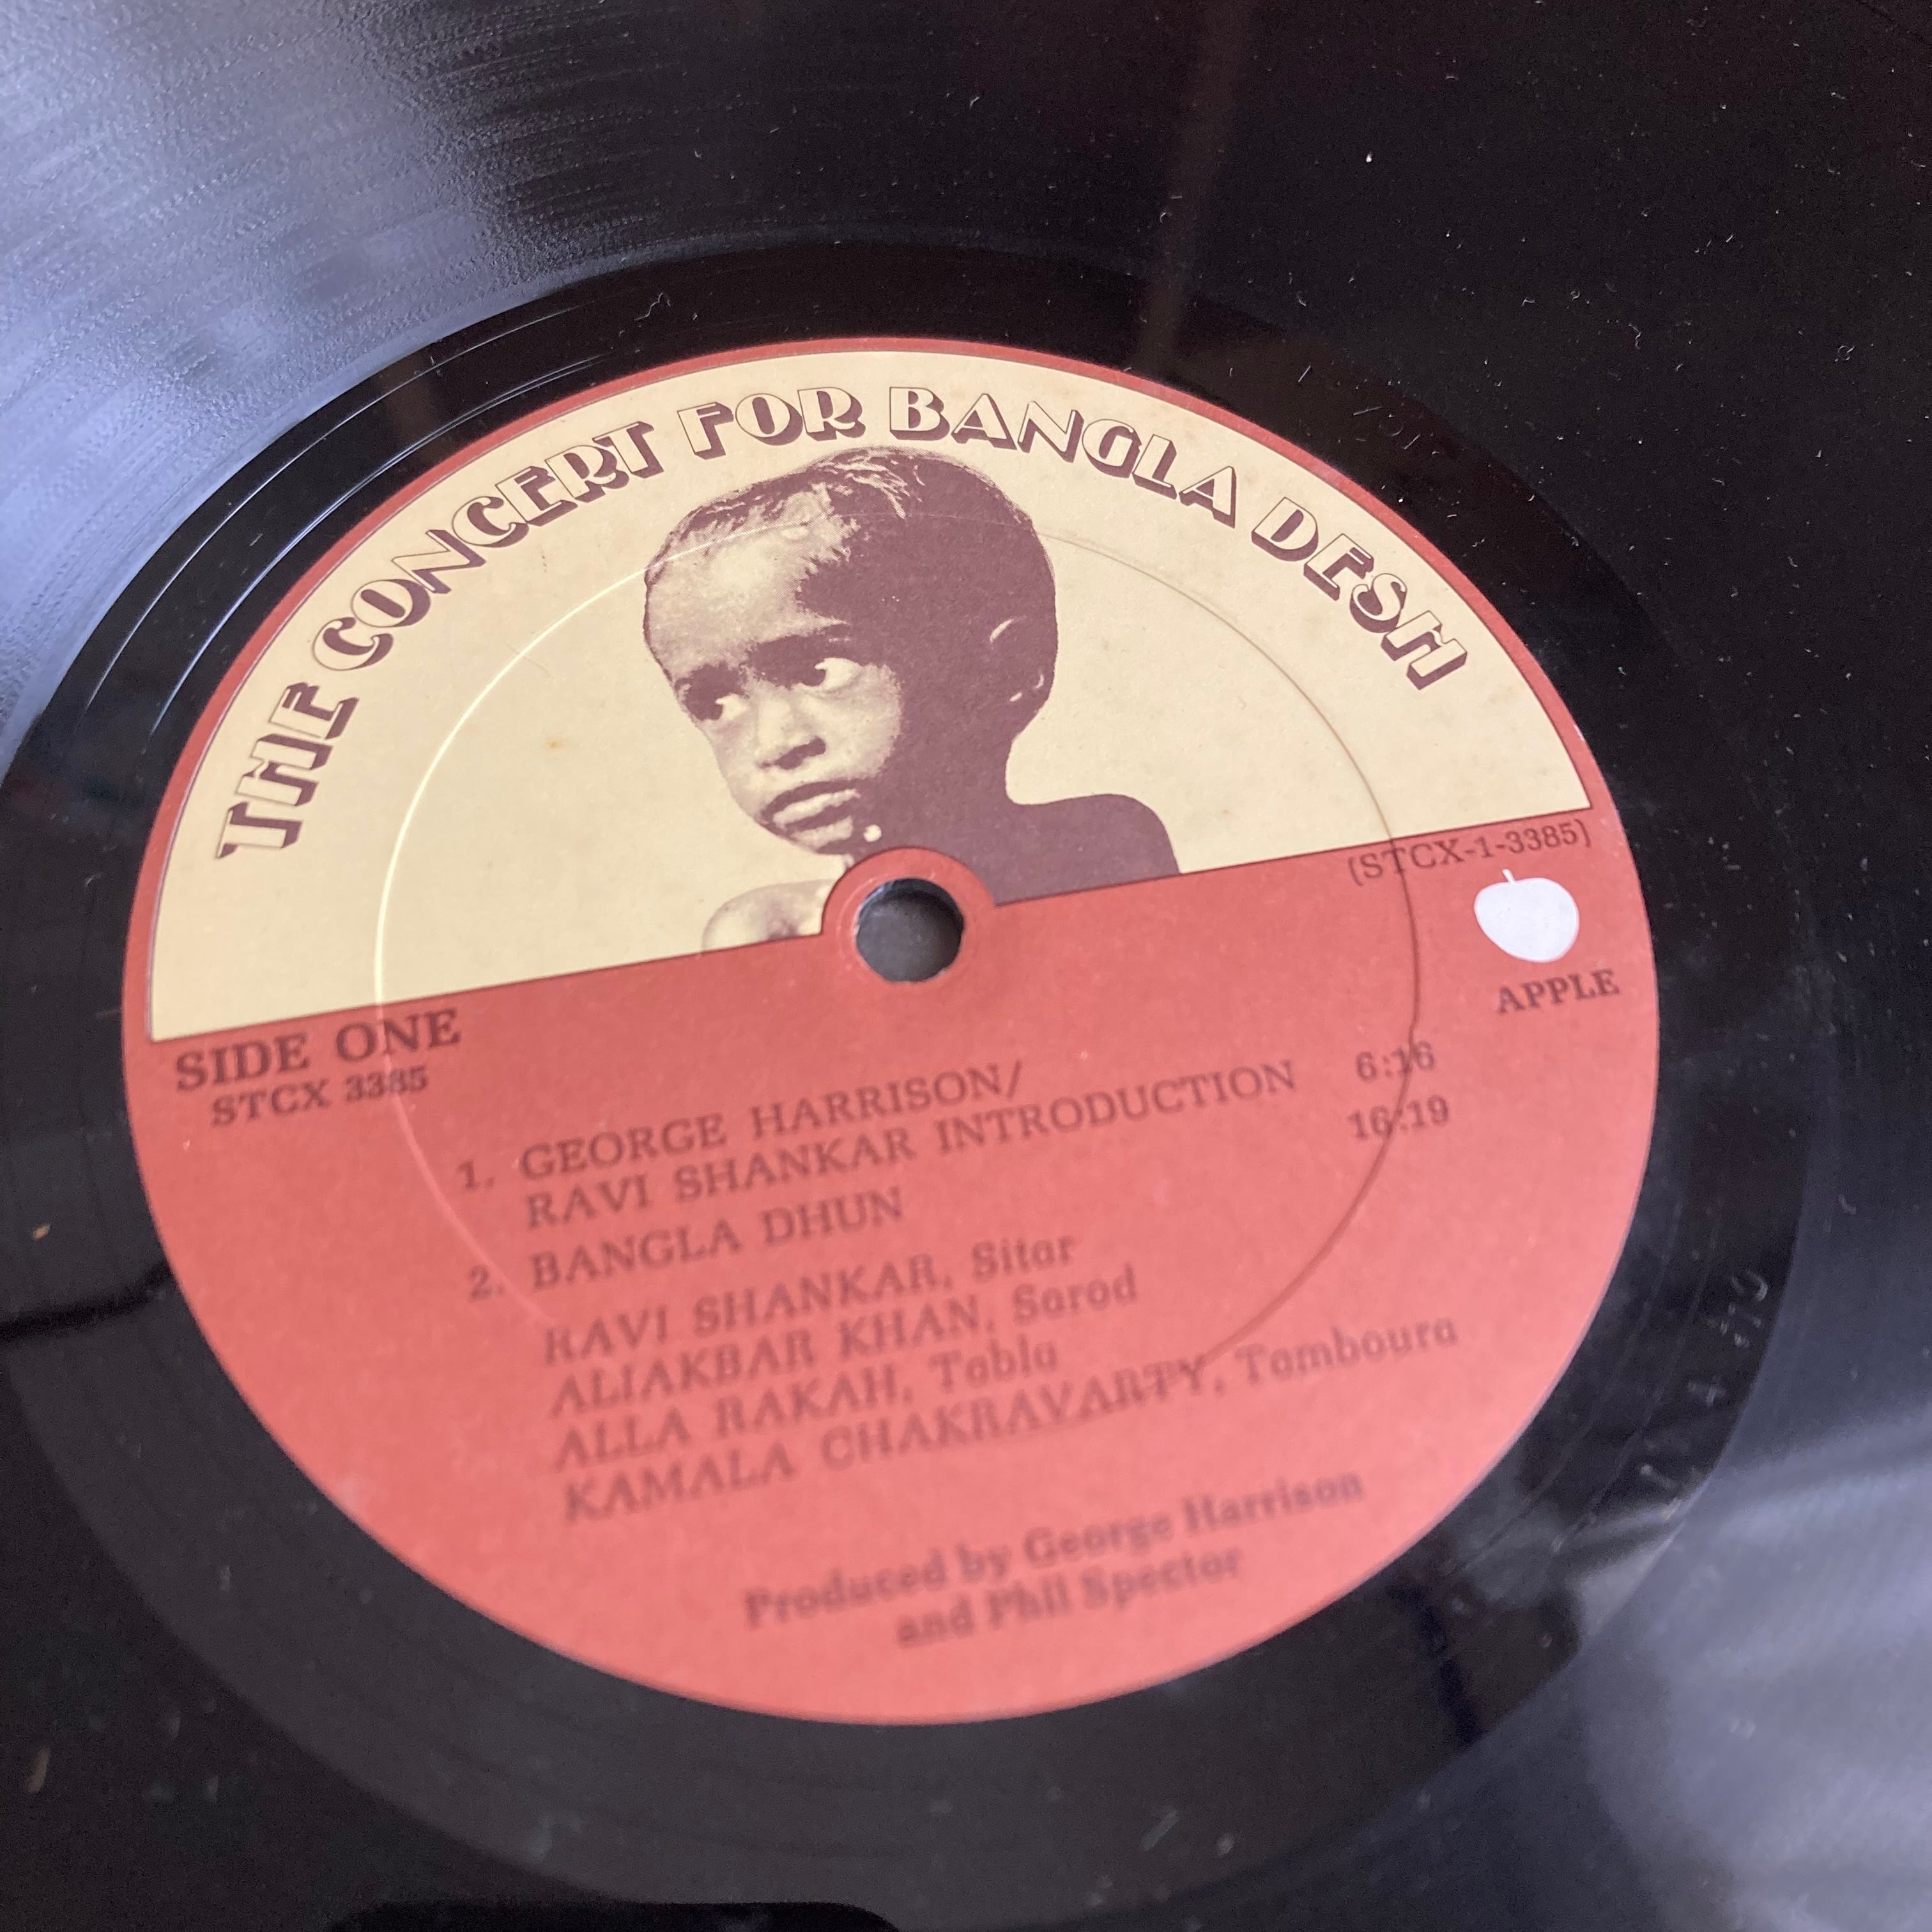 THE CONCERT FOR BANGLA DESH
(STCX-1-3385)
APPLE
SIDE ONE
STCX 3385
1. GEORGE HARRISON/
RAVI SHANKAR INTRODUCTION 6:16
2. BANGLA DHUN 16:19
RAVI SHANKAR, Sitar
ALIAKBAR KHAN, Sarod
ALLA RAKAH, Tabla
KAMALA CHAKRAVARTY, Tamboura
Produced by George Harrison
and Phil Spector